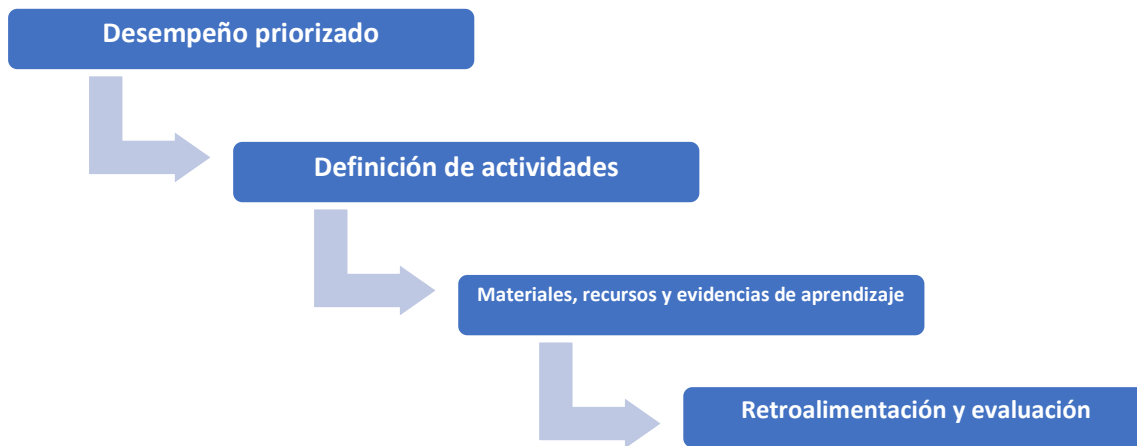 Desempeño priorizado
Definición de actividades
Materiales, recursos y evidencias de aprendizaje
Retroalimentación y evaluación